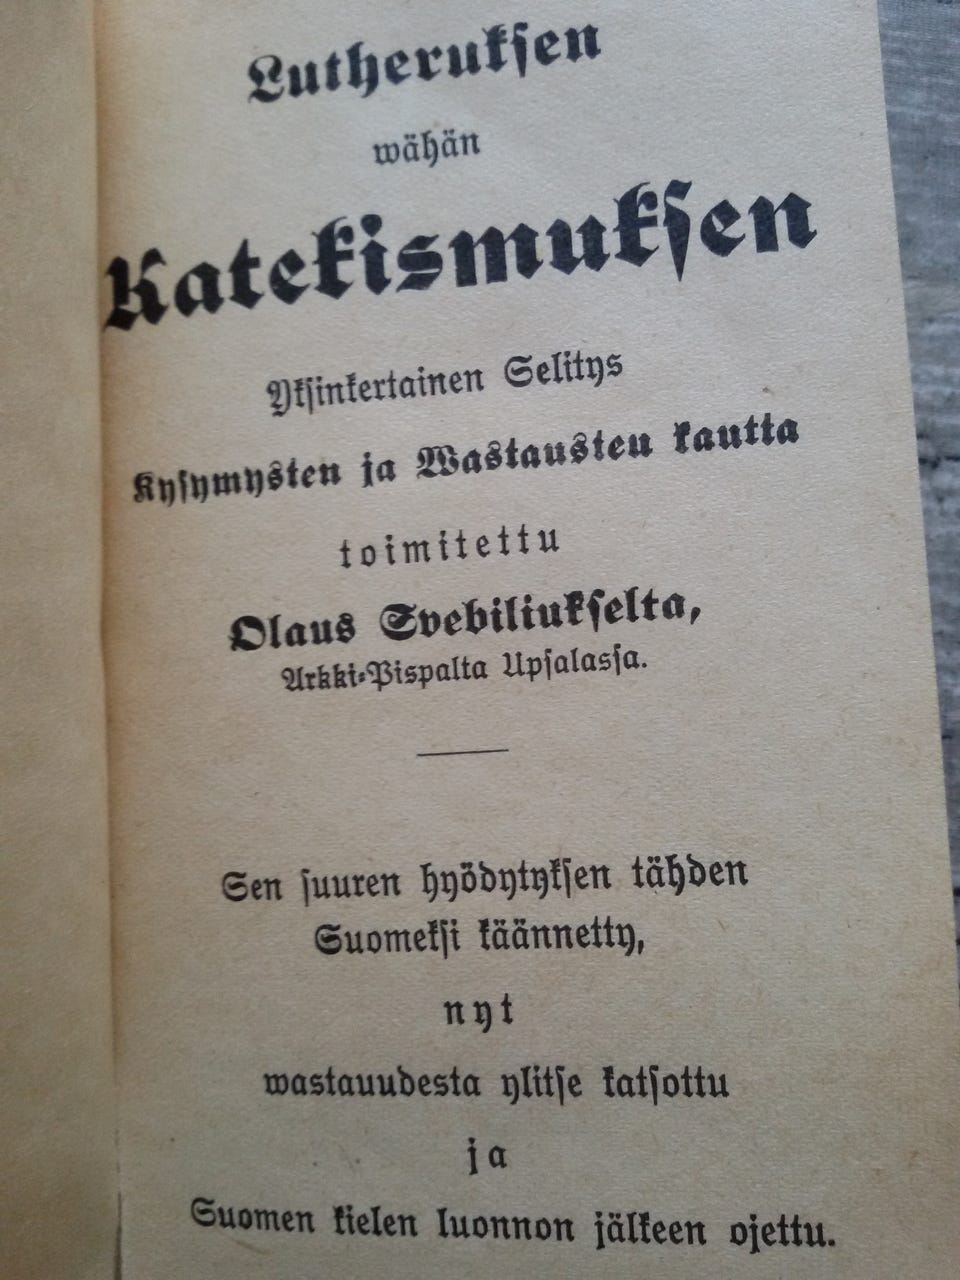 Lutheruksen
wähän
Katekismuksen
Yksinkertainen Selitys
Kysymysten ja Wastausten kautta
toimitettu
Olaus Svebiliukselta,
Arkki-Pispalta Upsalassa.
Sen suuren hyödytyksen tähden
Suomeksi käännetty,
nyt
wastauudesta ylitse katsottu
ja
Suomen kielen luonnon jälkeen ojettu.